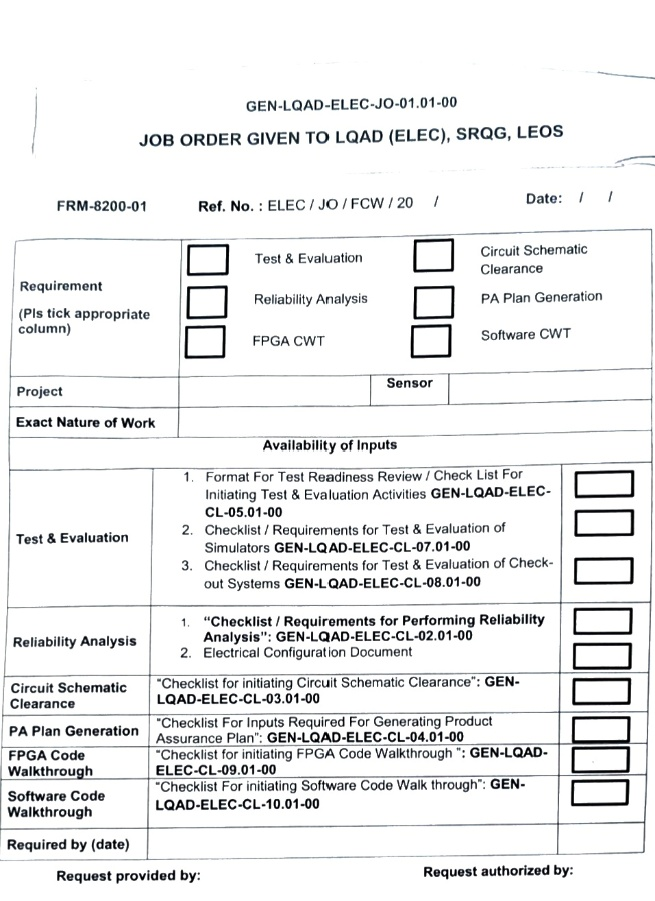 GEN-LQAD-ELEC-JO-01.01-00
JOB ORDER GIVEN TO LQAD (ELEC), SRQG, LEOS
FRM-8200-01 Ref. No. : ELEC / JO / FCW / 20 / Date: / /
Requirement
(Pls tick appropriate
column)
Test & Evaluation
Circuit Schematic
Clearance
Reliability Analysis
PA Plan Generation
FPGA CWT
Software CWT
Project
Sensor
Exact Nature of Work
Availability of Inputs
Test & Evaluation
1. Format For Test Readiness Review / Check List For
Initiating Test & Evaluation Activities GEN-LQAD-ELEC-
CL-05.01-00
2. Checklist / Requirements for Test & Evaluation of
Simulators GEN-LQAD-ELEC-CL-07.01-00
3. Checklist / Requirements for Test & Evaluation of Check-
out Systems GEN-LQAD-ELEC-CL-08.01-00
Reliability Analysis
1. "Checklist / Requirements for Performing Reliability
Analysis": GEN-LQAD-ELEC-CL-02.01-00
2. Electrical Configuration Document
Circuit Schematic
Clearance
"Checklist for initiating Circuit Schematic Clearance": GEN-
LQAD-ELEC-CL-03.01-00
PA Plan Generation
"Checklist For Inputs Required For Generating Product
Assurance Plan": GEN-LQAD-ELEC-CL-04.01-00
FPGA Code
Walkthrough
"Checklist for initiating FPGA Code Walkthrough ": GEN-LQAD-
ELEC-CL-09.01-00
Software Code
Walkthrough
"Checklist For initiating Software Code Walk through": GEN-
LQAD-ELEC-CL-10.01-00
Required by (date)
Request provided by: Request authorized by: